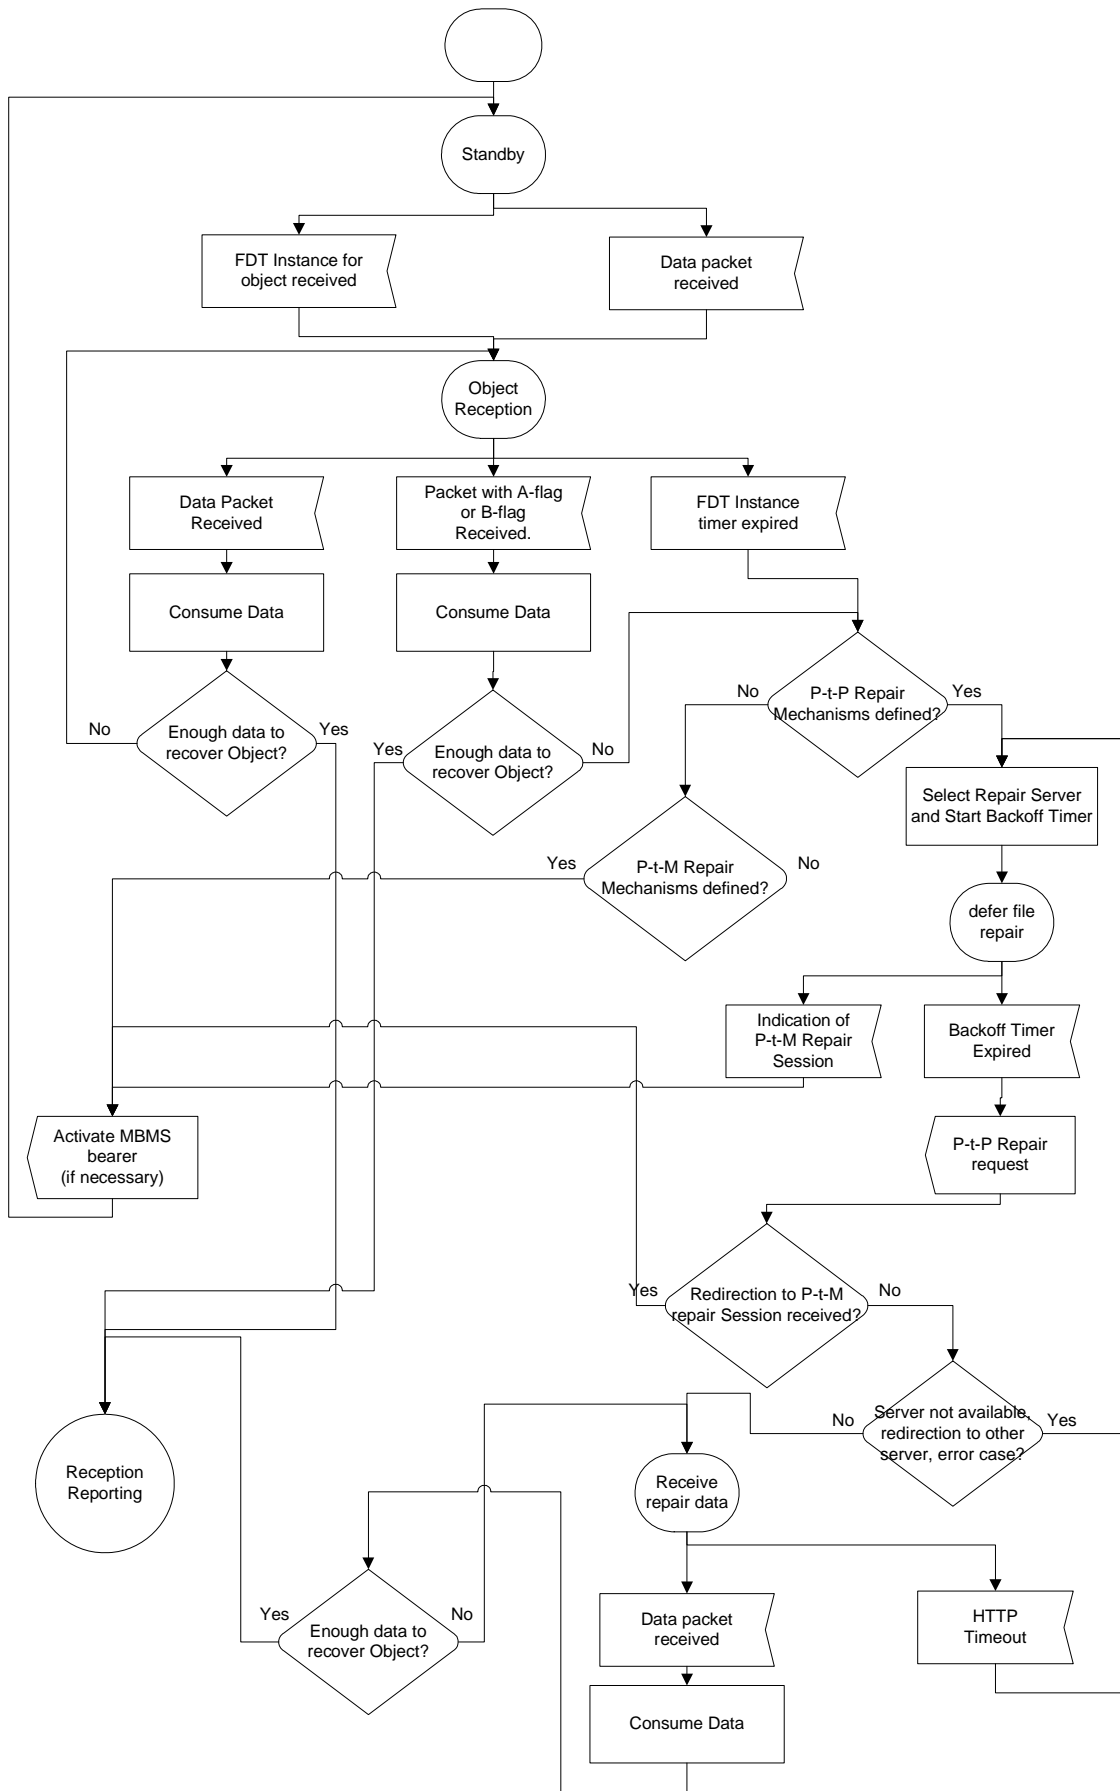 Standby
FDT Instance for
object received
Data packet
received
Object
Reception
Data Packet
Received
Packet with A-flag
or B-flag
Received.
FDT Instance
timer expired
Consume Data
Consume Data
No
P-t-P Repair
Mechanisms defined?
Yes
No
Enough data to
recover Object?
Yes
Yes
Enough data to
recover Object?
No
Select Repair Server
and Start Backoff Timer
Yes
P-t-M Repair
Mechanisms defined?
No
defer file
repair
Indication of
P-t-M Repair
Session
Backoff Timer
Expired
Activate MBMS
bearer
(if necessary)
P-t-P Repair
request
Yes
Redirection to P-t-M
repair Session received?
No
No
Server not available,
redirection to other
server, error case?
Yes
Reception
Reporting
Receive
repair data
Yes
Enough data to
recover Object?
No
Data packet
received
HTTP
Timeout
Consume Data